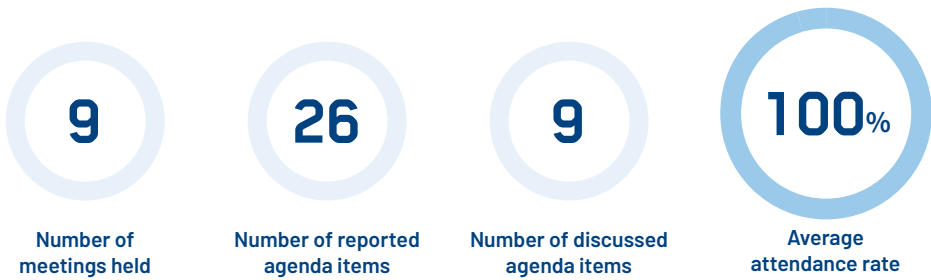 9
Number of
meetings held
26
Number of reported
agenda items
9
Number of discussed
agenda items
100%
Average
attendance rate